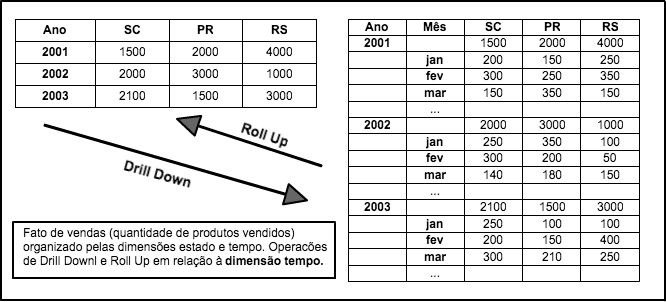 Ano SC PR RS
2001 1500 2000 4000
2002 2000 3000 1000
2003 2100 1500 3000
Roll Up
Drill Down
Fato de vendas (quantidade de produtos vendidos)
organizado pelas dimensões estado e tempo. Operacões
de Drill Downl e Roll Up em relação à dimensão tempo.
Ano Mês SC PR RS
2001 1500 2000 4000
jan 200 150 250
fev 300 250 350
mar 150 350 150
...
2002 2000 3000 1000
jan 250 350 100
fev 300 200 50
mar 140 180 150
...
2003 2100 1500 3000
jan 250 100 100
fev 200 150 400
mar 300 210 250
...